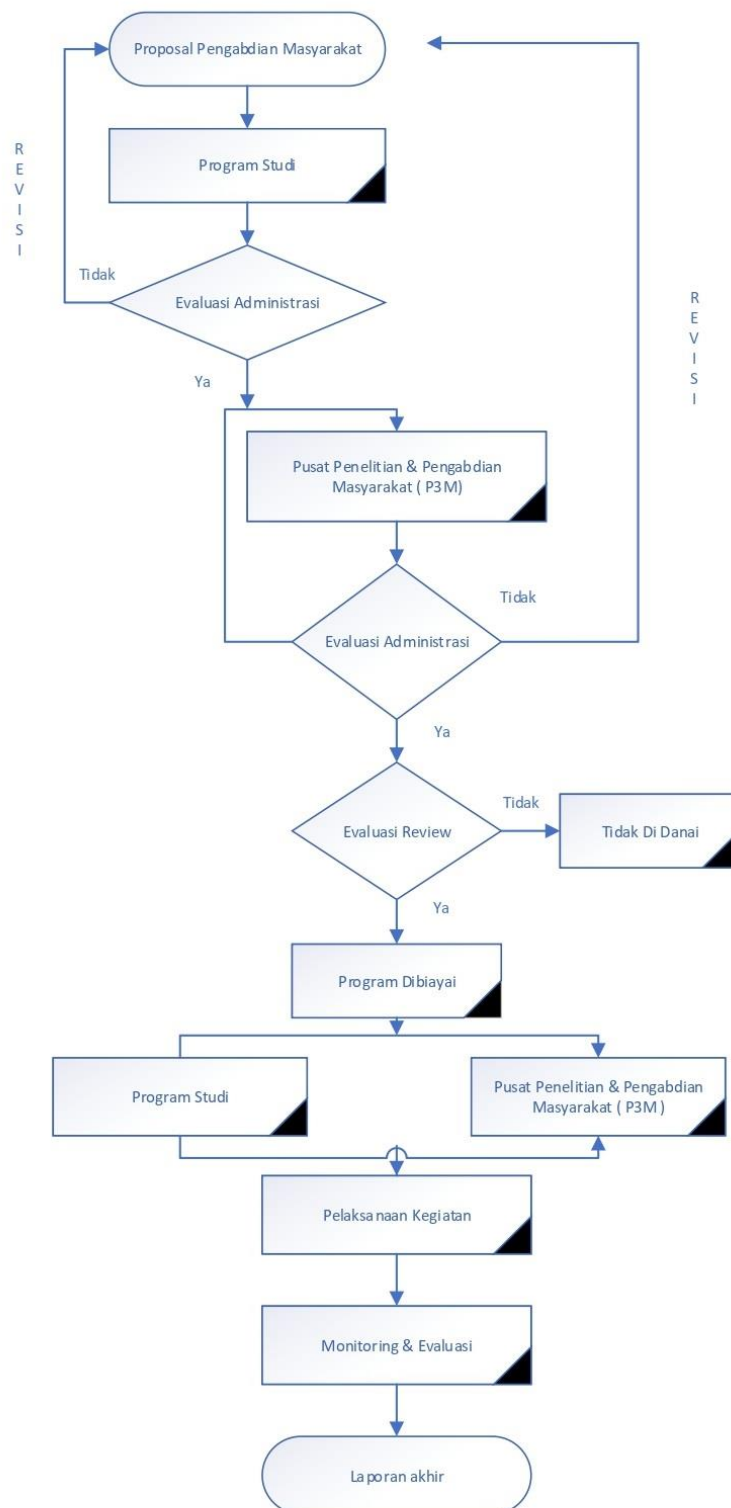 Proposal Pengabdian Masyarakat
REVISI
Program Studi
Tidak
Evaluasi Administrasi
Ya
REVISI
Pusat Penelitian & Pengabdian
Masyarakat ( P3M)
Tidak
Evaluasi Administrasi
Ya
Tidak
Evaluasi Review
Tidak Di Danai
Ya
Program Dibiayai
Program Studi
Pusat Penelitian & Pengabdian
Masyarakat ( P3M )
Pelaksanaan Kegiatan
Monitoring & Evaluasi
Laporan akhir